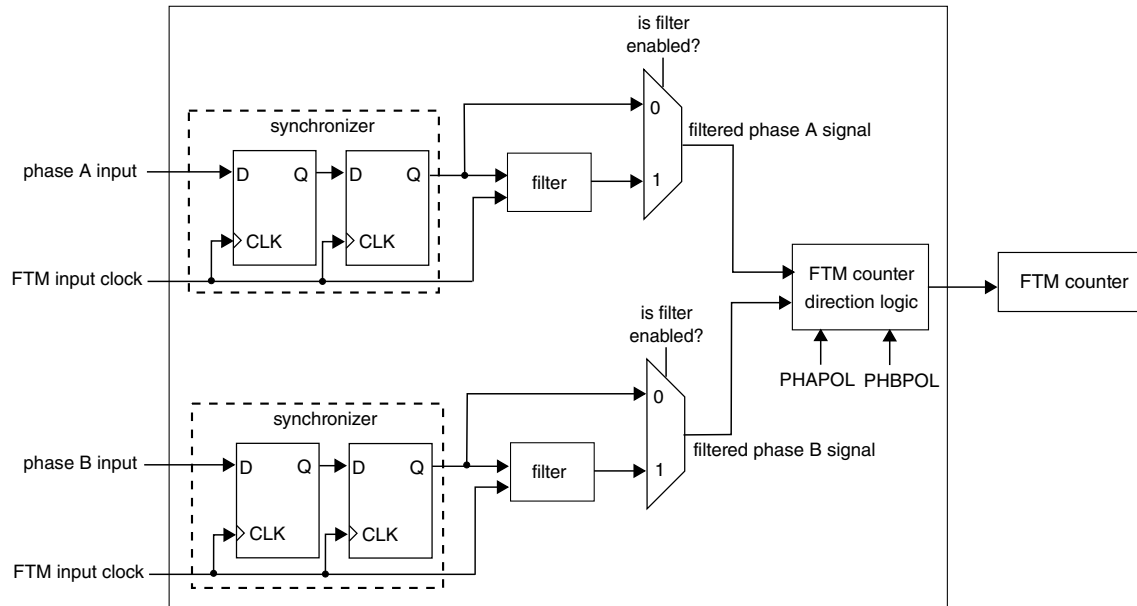 is filter
enabled?
synchronizer
0
filtered phase A signal
phase A input
D Q D Q
filter
1
CLK CLK
FTM input clock
FTM counter
direction logic
FTM counter
is filter
enabled?
PHAPOL PHBPOL
0
synchronizer
filtered phase B signal
phase B input
D Q D Q
filter
1
CLK CLK
FTM input clock